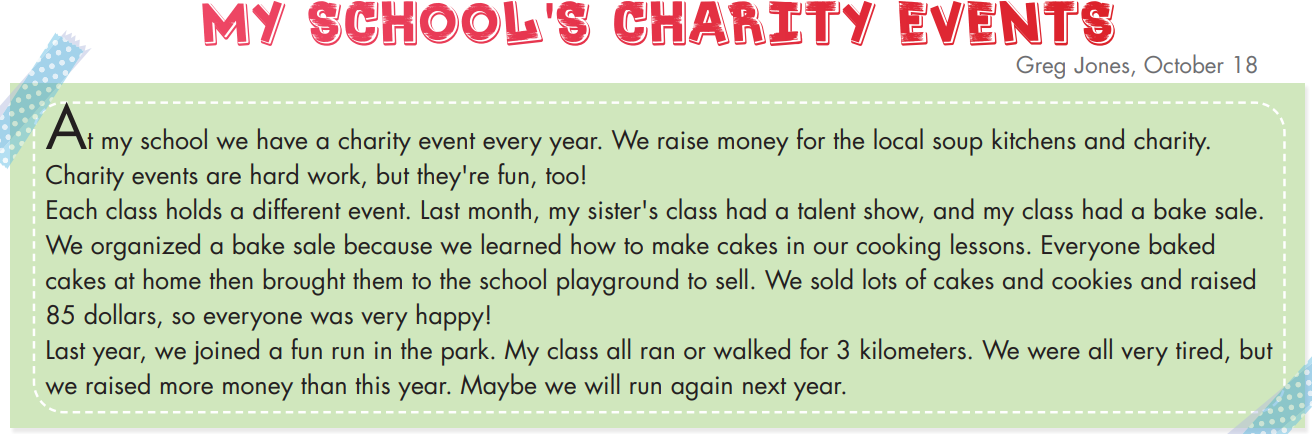 MY SCHOOL'S CHARITY EVENTS
Greg Jones, October 18
At my school we have a charity event every year. We raise money for the local soup kitchens and charity.
Charity events are hard work, but they're fun, too!
Each class holds a different event. Last month, my sister's class had a talent show, and my class had a bake sale.
We organized a bake sale because we learned how to make cakes in our cooking lessons. Everyone baked
cakes at home then brought them to the school playground to sell. We sold lots of cakes and cookies and raised
85 dollars, so everyone was very happy!
Last year, we joined a fun run in the park. My class all ran or walked for 3 kilometers. We were all very tired, but
we raised more money than this year. Maybe we will run again next year.